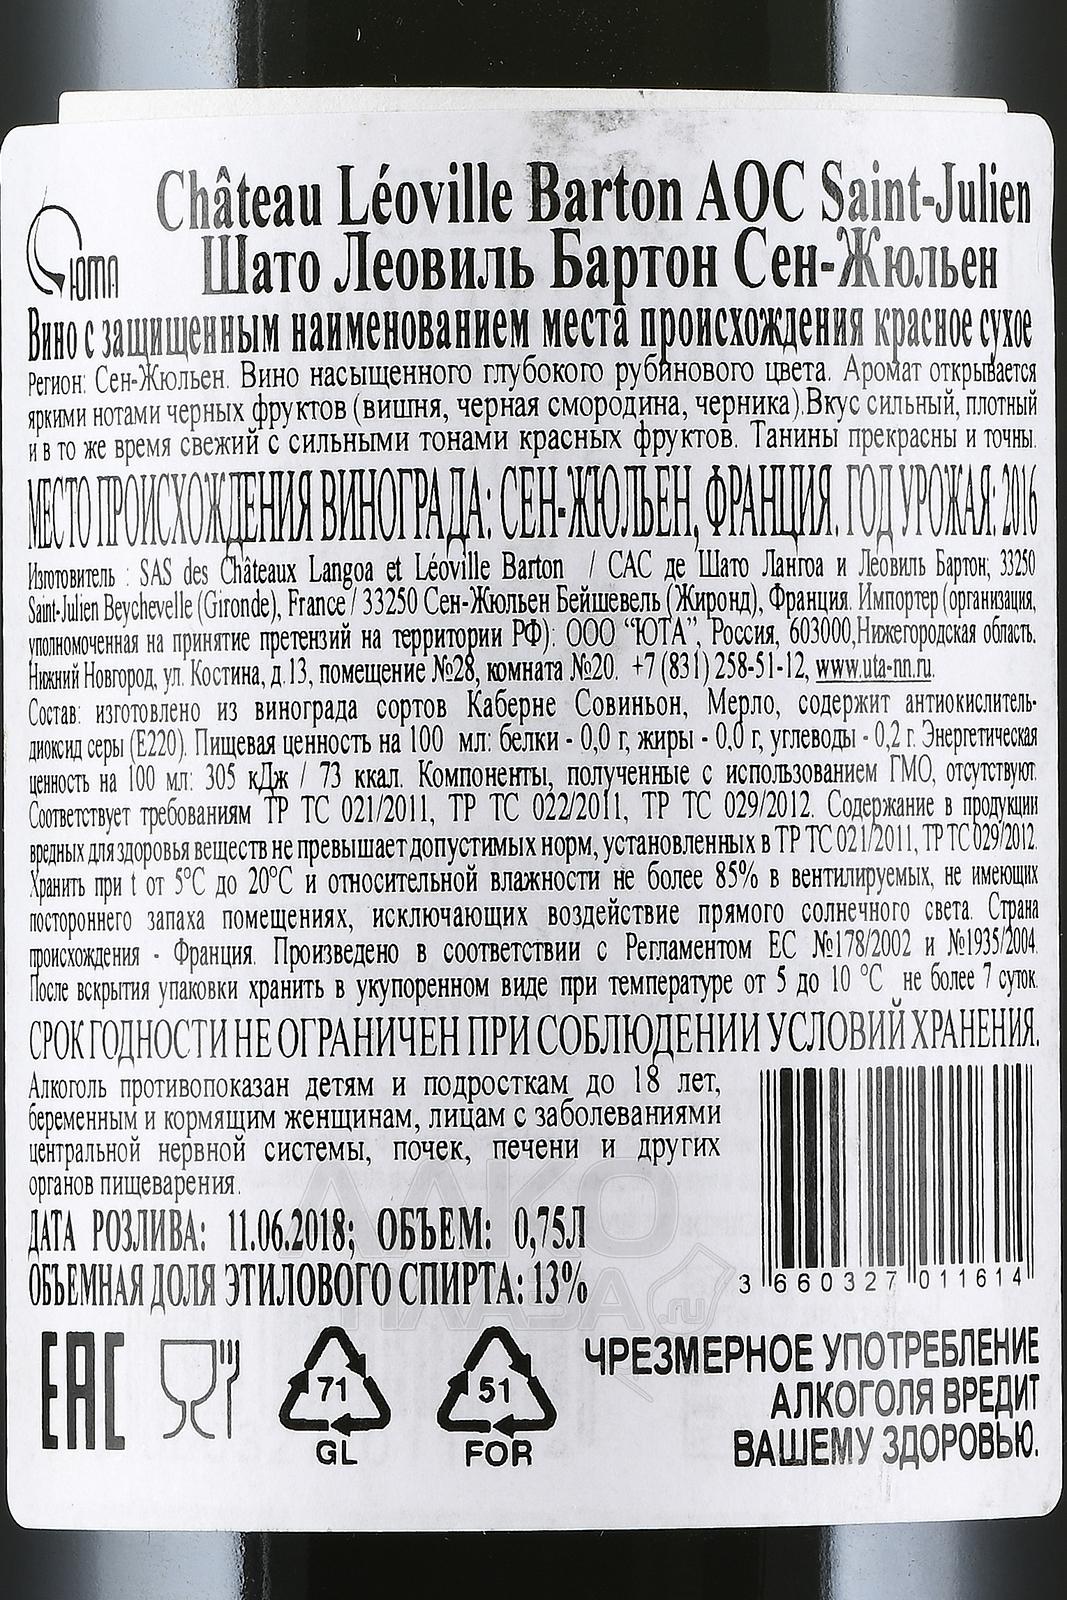 Château Léoville Barton AOC Saint-Julien
ЮТА
Шато Леовиль Бартон Сен-Жюльен
Вино с защищенным наименованием места происхождения красное сухое
Регион: Сен-Жюльен. Вино насыщенного глубокого рубинового цвета. Аромат открывается
яркими нотами черных фруктов (вишня, черная смородина, черника).Вкус сильный, плотный
и в то же время свежий с сильными тонами красных фруктов. Танины прекрасны и точны.
МЕСТО ПРОИСХОЖДЕНИЯ ВИНОГРАДА: СЕН-ЖЮЛЬЕН, ФРАНЦИЯ. ГОД УРОЖАЯ: 2016
Изготовитель : SAS des Châteaux Langoa et Léoville Barton / САС де Шато Лангоа и Леовиль Бартон; 33250
Saint-Julien Beychevelle (Gironde), France / 33250 Сен-Жюльен Бейшевель (Жиронд), Франция. Импортер (организация,
уполномоченная на принятие претензий на территории РФ): ООО "ЮТА", Россия, 603000,Нижегородская область,
Нижний Новгород, ул. Костина, д.13, помещение №28, комната №20. +7 (831) 258-51-12, www.uta-nn.ru.
Состав: изготовлено из винограда сортов Каберне Совиньон, Мерло, содержит антиокислитель-
диоксид серы (Е220). Пищевая ценность на 100 мл: белки - 0,0 г, жиры - 0,0 г, углеводы - 0,2 г. Энергетическая
ценность на 100 мл: 305 кДж / 73 ккал. Компоненты, полученные с использованием ГМО, отсутствуют.
Соответствует требованиям ТР ТС 021/2011, ТР ТС 022/2011, ТР ТС 029/2012. Содержание в продукции
вредных для здоровья веществ не превышает допустимых норм, установленных в ТР ТС 021/2011, ТР ТС 029/2012.
Хранить при t от 5°C до 20°C и относительной влажности не более 85% в вентилируемых, не имеющих
постороннего запаха помещениях, исключающих воздействие прямого солнечного света. Страна
происхождения - Франция. Произведено в соответствии с Регламентом ЕС №178/2002 и №1935/2004.
После вскрытия упаковки хранить в укупоренном виде при температуре от 5 до 10 °C не более 7 суток.
СРОК ГОДНОСТИ НЕ ОГРАНИЧЕН ПРИ СОБЛЮДЕНИИ УСЛОВИЙ ХРАНЕНИЯ.
Алкоголь противопоказан детям и подросткам до 18 лет,
беременным и кормящим женщинам, лицам с заболеваниями
центральной нервной системы, почек, печени и других
органов пищеварения.
ДАТА РОЗЛИВА: 11.06.2018; ОБЪЕМ: 0,75Л
ОБЪЕМНАЯ ДОЛЯ ЭТИЛОВОГО СПИРТА: 13%
3 660327 011614
АЛКО
ПЛАЗА .ru
EAC
71
GL
51
FOR
ЧРЕЗМЕРНОЕ УПОТРЕБЛЕНИЕ
АЛКОГОЛЯ ВРЕДИТ
ВАШЕМУ ЗДОРОВЬЮ.